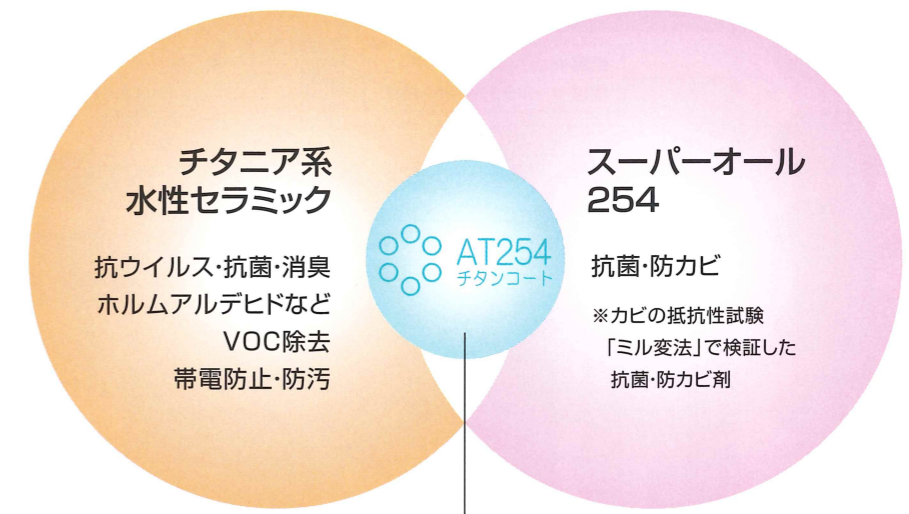 チタニア系
水性セラミック
抗ウイルス・抗菌・消臭
ホルムアルデヒドなど
VOC除去
帯電防止・防汚
AT254
チタンコート
スーパーオール
254
抗菌・防カビ
※カビの抵抗性試験
「ミル変法」で検証した
抗菌・防カビ剤